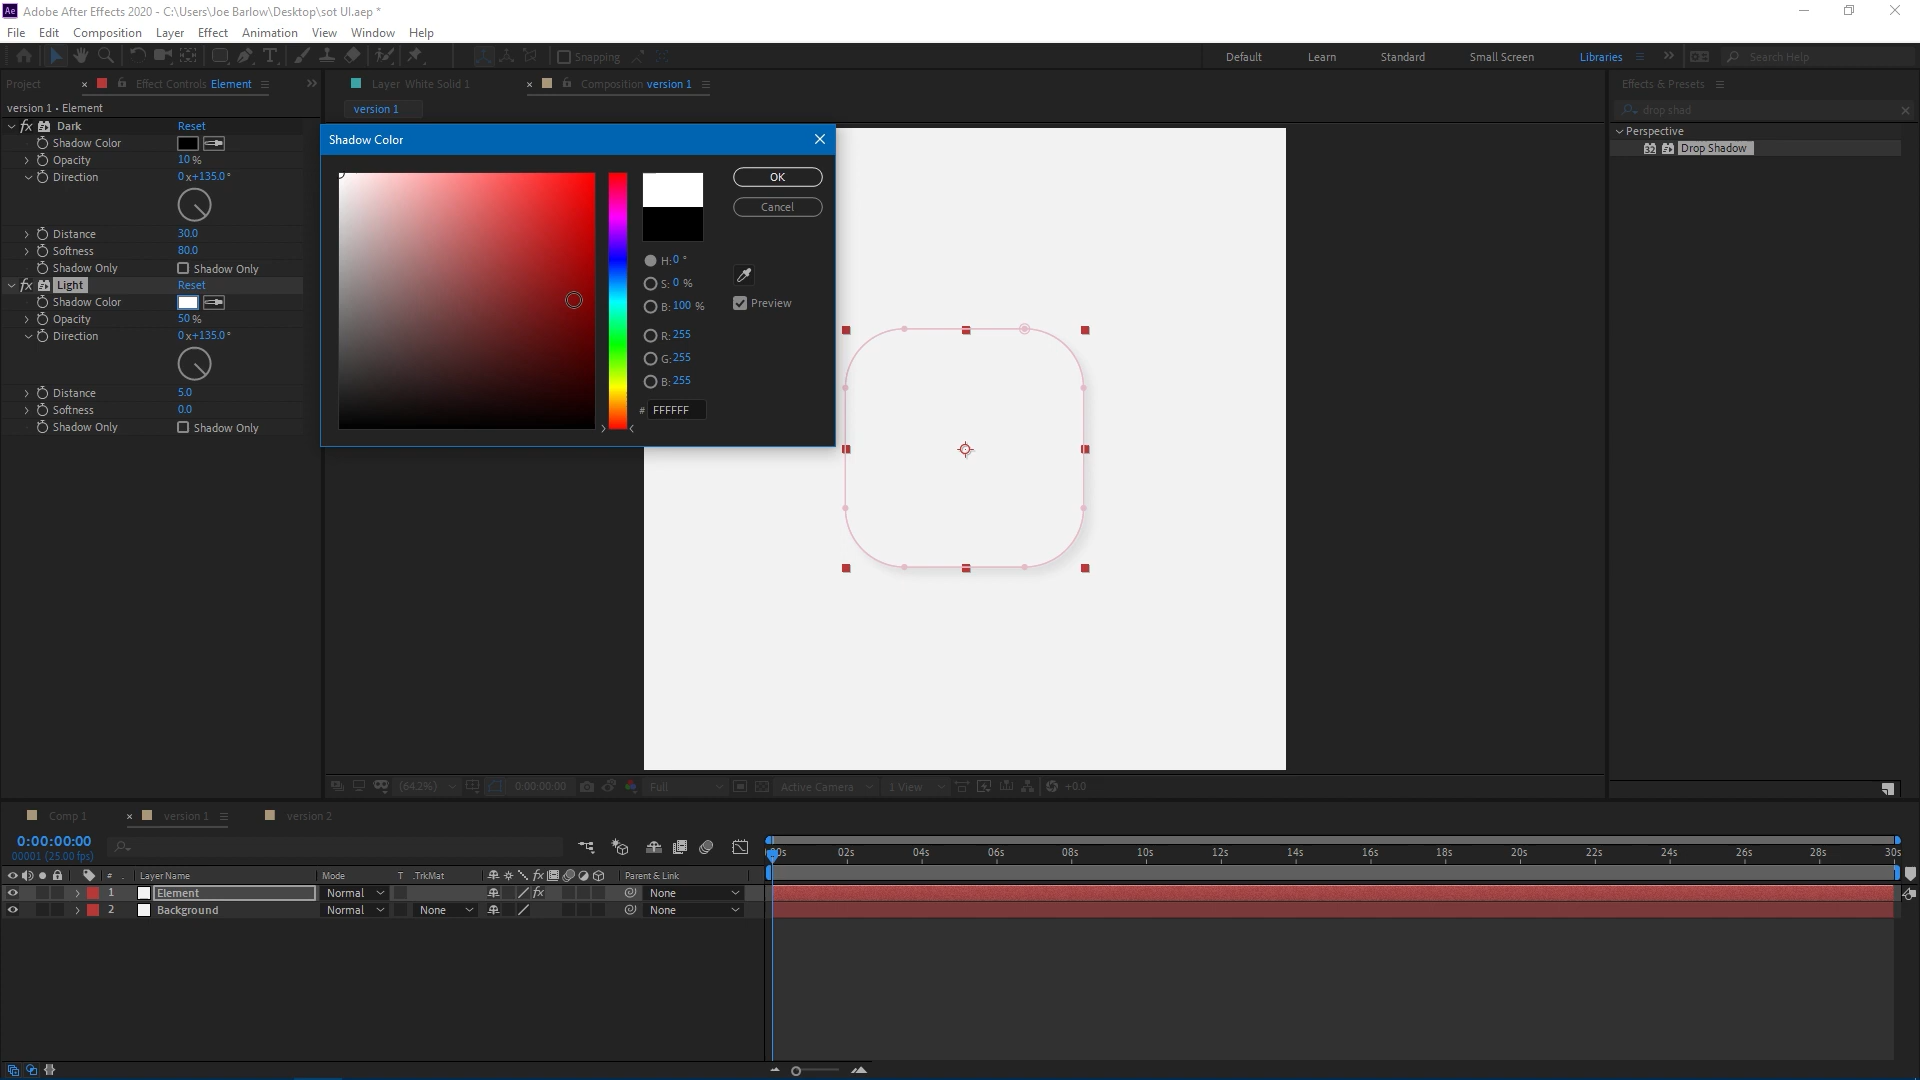 Ae Adobe After Effects 2020 - C:\Users\Joe Barlow\Desktop\sot UI.aep *
File Edit Composition Layer Effect Animation View Window Help
Snapping Default Learn Standard Small Screen Libraries Search Help
Project Effect Controls Element Layer White Solid 1 Composition version 1 Effects & Presets
version 1 • Element
version 1
drop shad
fx Dark Reset
Shadow Color
Opacity 10 %
Direction 0 x+135.0 °
Distance 30.0
Softness 80.0
Shadow Only Shadow Only
fx Light Reset
Shadow Color
Opacity 50 %
Direction 0 x+135.0 °
Distance 5.0
Softness 0.0
Shadow Only Shadow Only
Shadow Color
OK
Cancel
H: 0 °
S: 0 %
B: 100 %
R: 255
G: 255
B: 255
# FFFFFF
Preview
Perspective
32 Drop Shadow
(64.2%) 0:00:00:00 Full Active Camera 1 View +0.0
Comp 1 version 1 version 2
0:00:00:00
00001 (25.00 fps)
:00s 02s 04s 06s 08s 10s 12s 14s 16s 18s 20s 22s 24s 26s 28s 30s
# Layer Name Mode T .TrkMat fx Parent & Link
1 Element Normal fx None
2 Background Normal None None